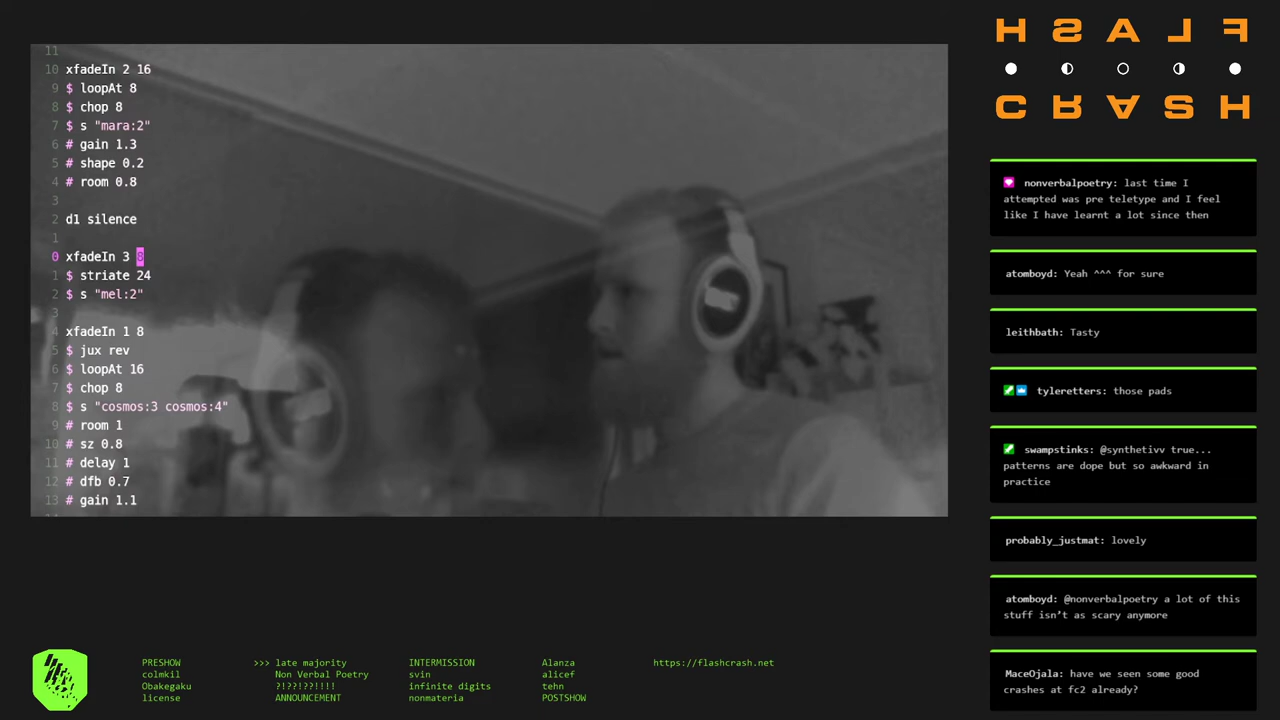 11
10 xfadeIn 2 16
9 $ loopAt 8
8 $ chop 8
7 $ s "mara:2"
6 # gain 1.3
5 # shape 0.2
4 # room 0.8
3
2 d1 silence
1
0 xfadeIn 3 8
1 $ striate 24
2 $ s "mel:2"
3
4 xfadeIn 1 8
5 $ jux rev
6 $ loopAt 16
7 $ chop 8
8 $ s "cosmos:3 cosmos:4"
9 # room 1
10 # sz 0.8
11 # delay 1
12 # dfb 0.7
13 # gain 1.1
FLASH
CRASH
nonverbalpoetry: last time I
attempted was pre teletype and I feel
like I have learnt a lot since then
atomboyd: Yeah ^^^ for sure
leithbath: Tasty
tyleretters: those pads
swampstinks: @synthetivv true...
patterns are dope but so awkward in
practice
probably_justmat: lovely
atomboyd: @nonverbalpoetry a lot of this
stuff isn’t as scary anymore
MaceOjala: have we seen some good
crashes at fc2 already?
PRESHOW
colmkil
Obakegaku
license
>>> late majority
Non Verbal Poetry
?!??!??!!!!
ANNOUNCEMENT
INTERMISSION
svin
infinite digits
nonmateria
Alanza
alicef
tehn
POSTSHOW
https://flashcrash.net